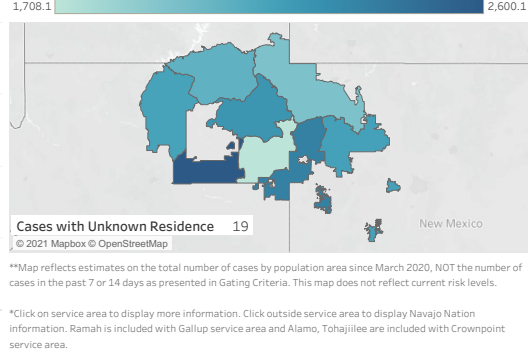 1,708.1 2,600.1
Cases with Unknown Residence 19
New Mexico
© 2021 Mapbox © OpenStreetMap
**Map reflects estimates on the total number of cases by population area since March 2020, NOT the number of
cases in the past 7 or 14 days as presented in Gating Criteria. This map does not reflect current risk levels.
*Click on service area to display more information. Click outside service area to display Navajo Nation
information. Ramah is included with Gallup service area and Alamo, Tohajiilee are included with Crownpoint
service area.